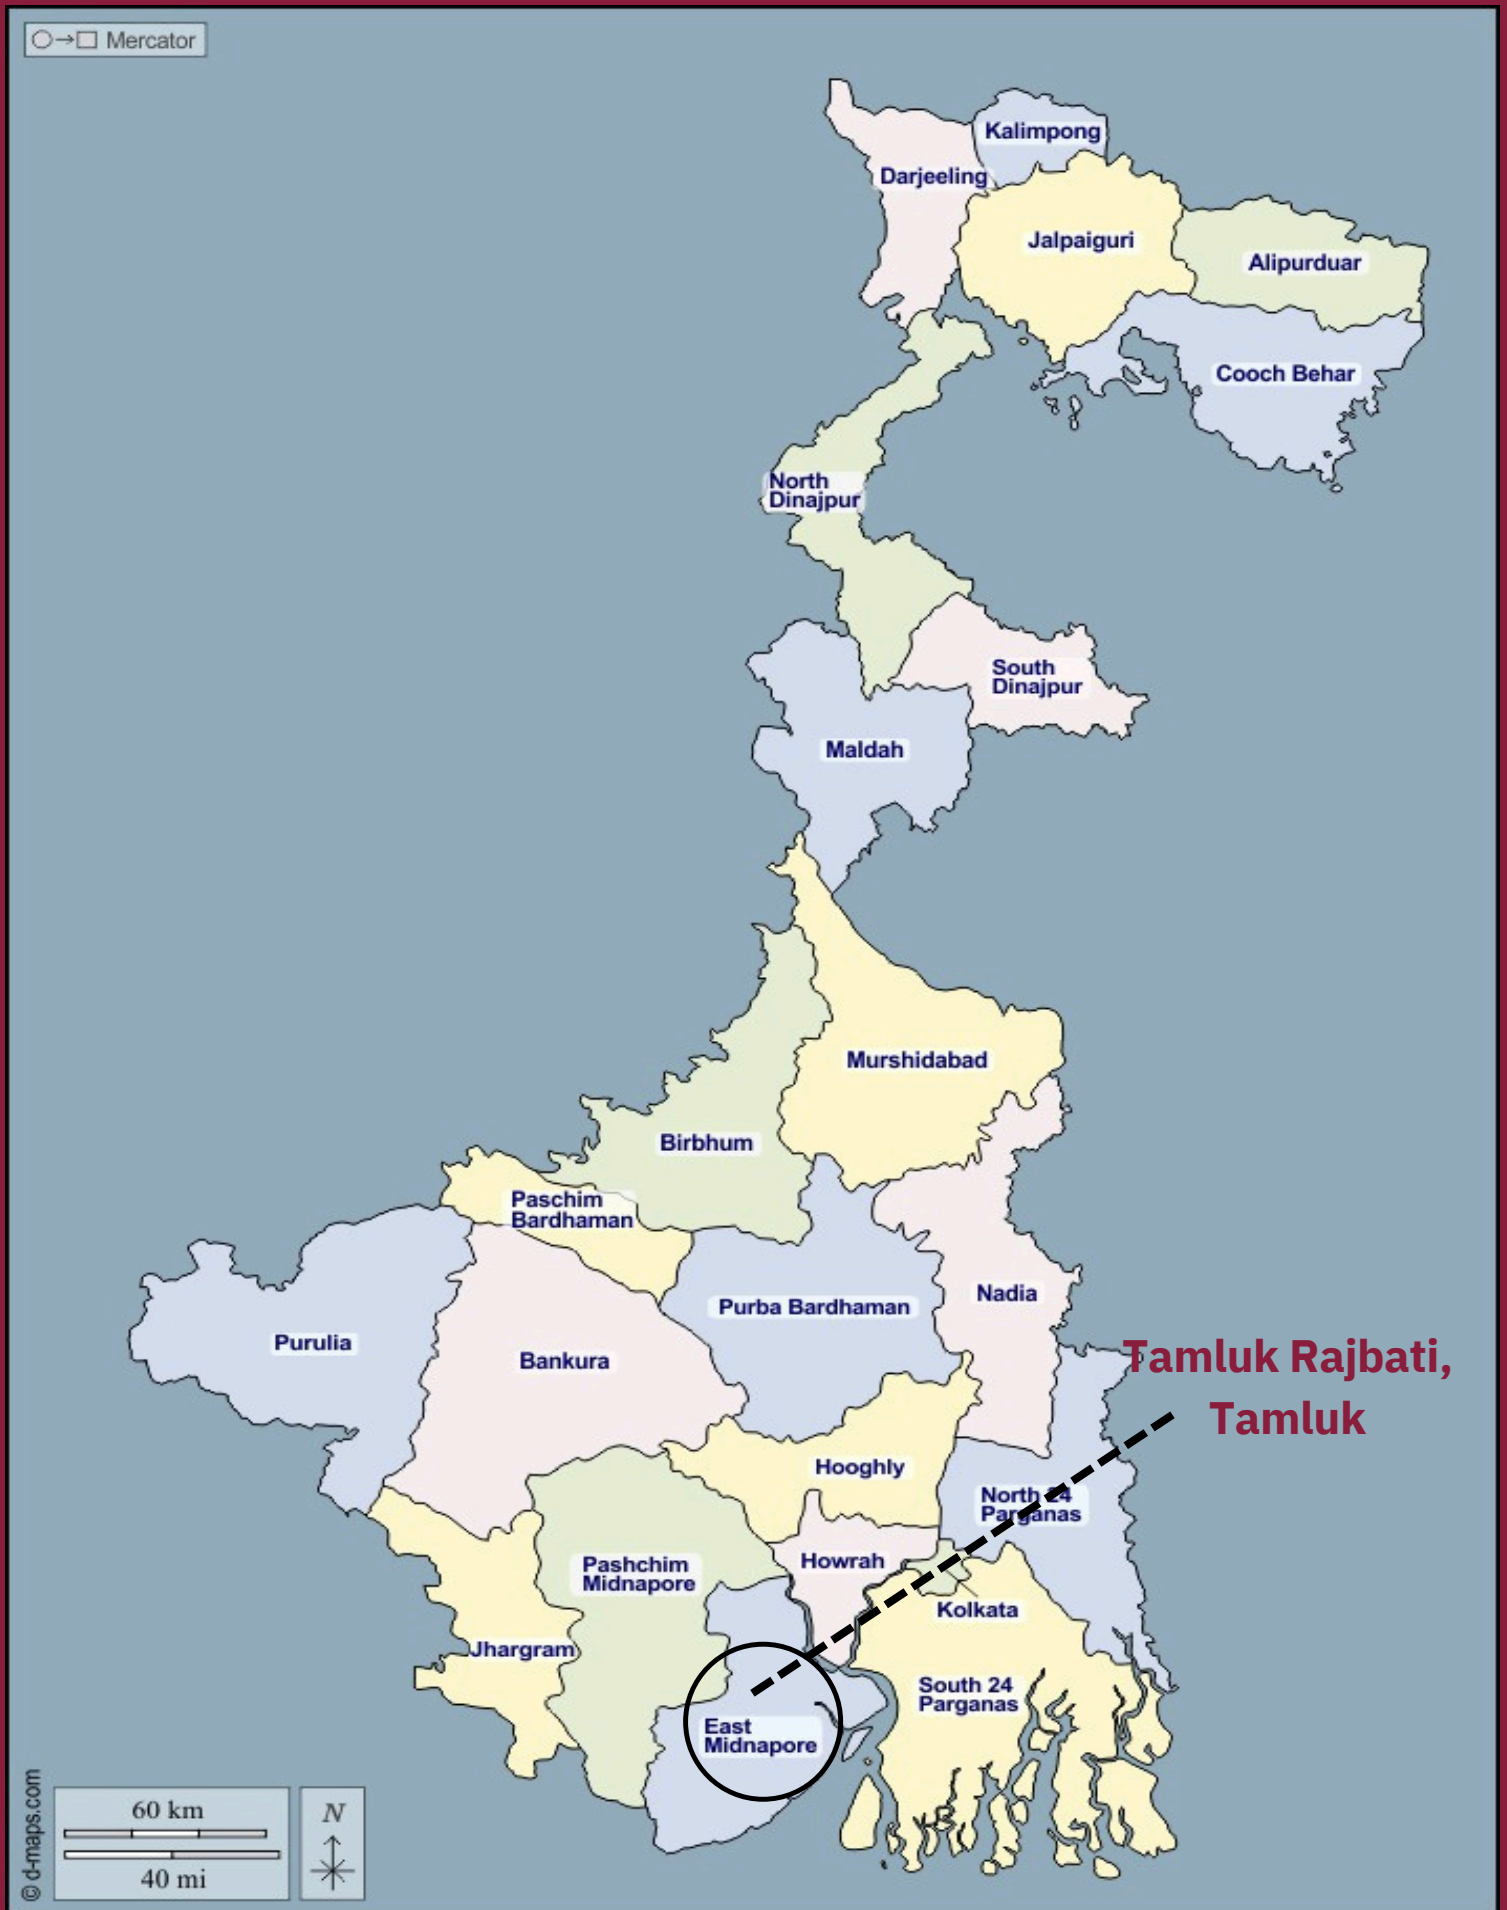 Mercator
Kalimpong
Darjeeling
Jalpaiguri
Alipurduar
Cooch Behar
North
Dinajpur
South
Dinajpur
Maldah
Murshidabad
Birbhum
Paschim
Bardhaman
Nadia
Purba Bardhaman
Purulia
Bankura
Tamluk Rajbati,
Tamluk
Hooghly
North 24
Parganas
Howrah
Pashchim
Midnapore
Kolkata
Jhargram
South 24
Parganas
East
Midnapore
60 km
40 mi
N
© d-maps.com